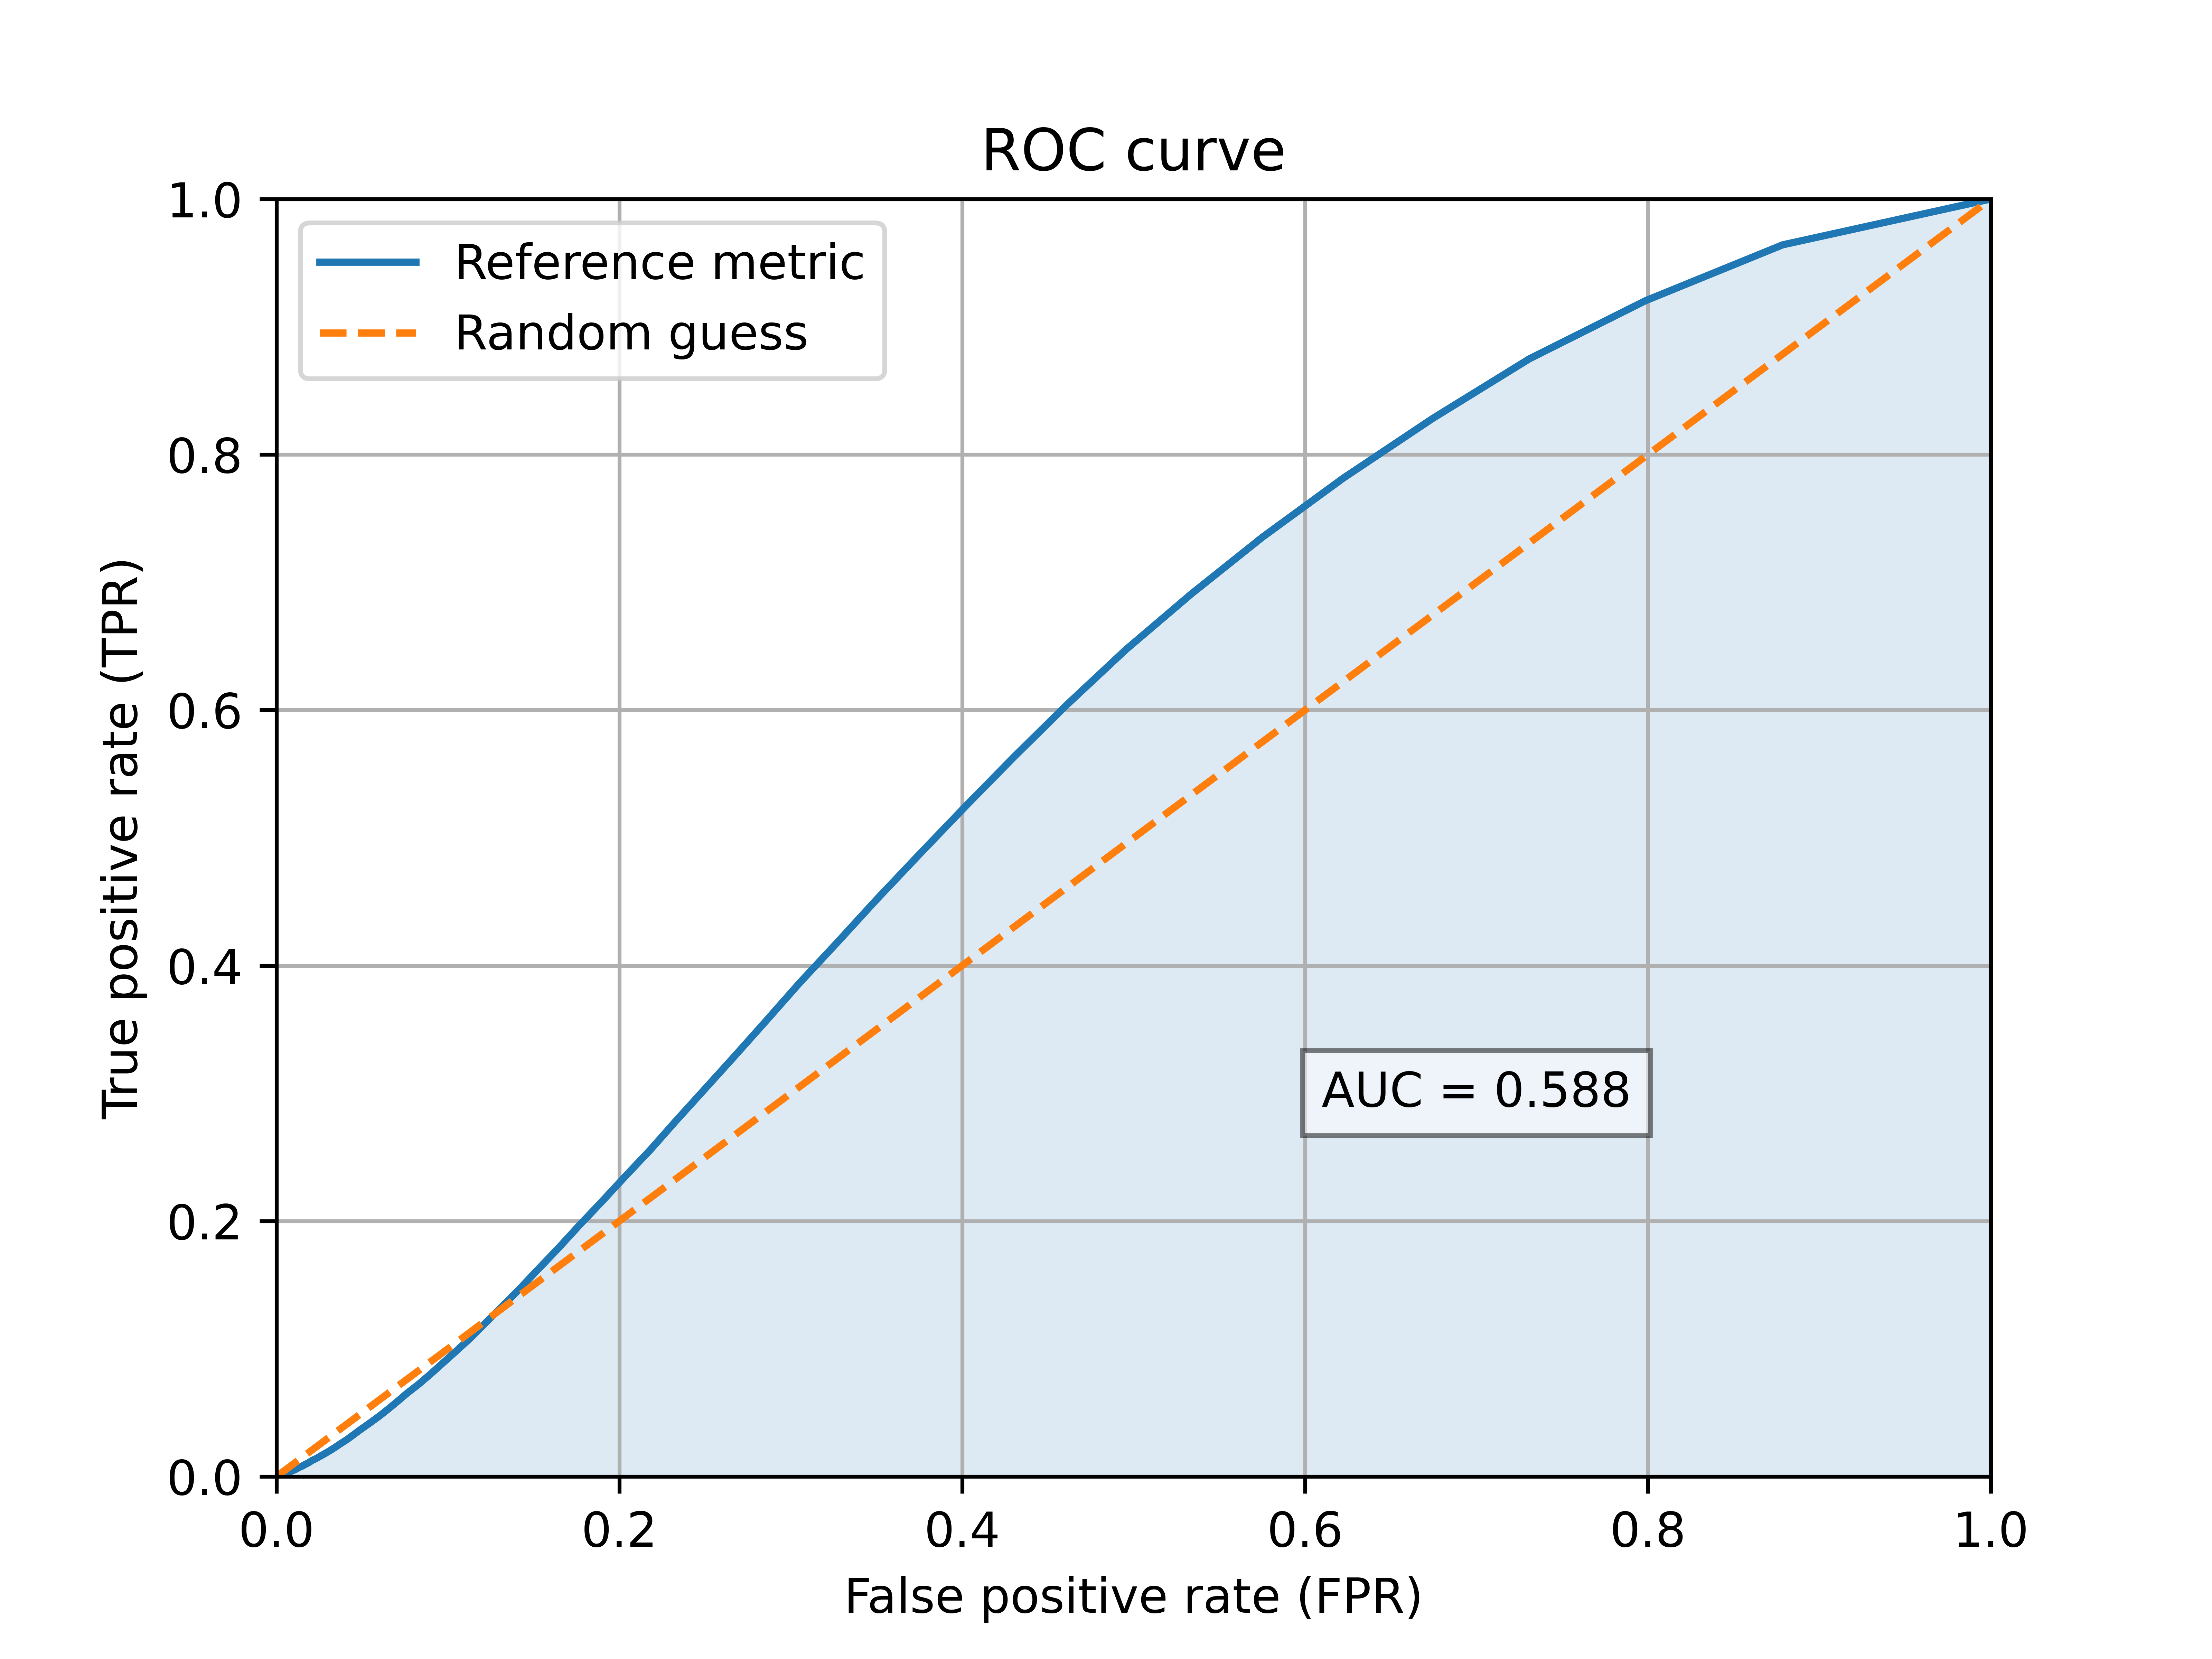 ROC curve
1.0
Reference metric
Random guess
0.8
0.6
0.4
0.2
0.0
True positive rate (TPR)
AUC = 0.588
0.0 0.2 0.4 0.6 0.8 1.0
False positive rate (FPR)